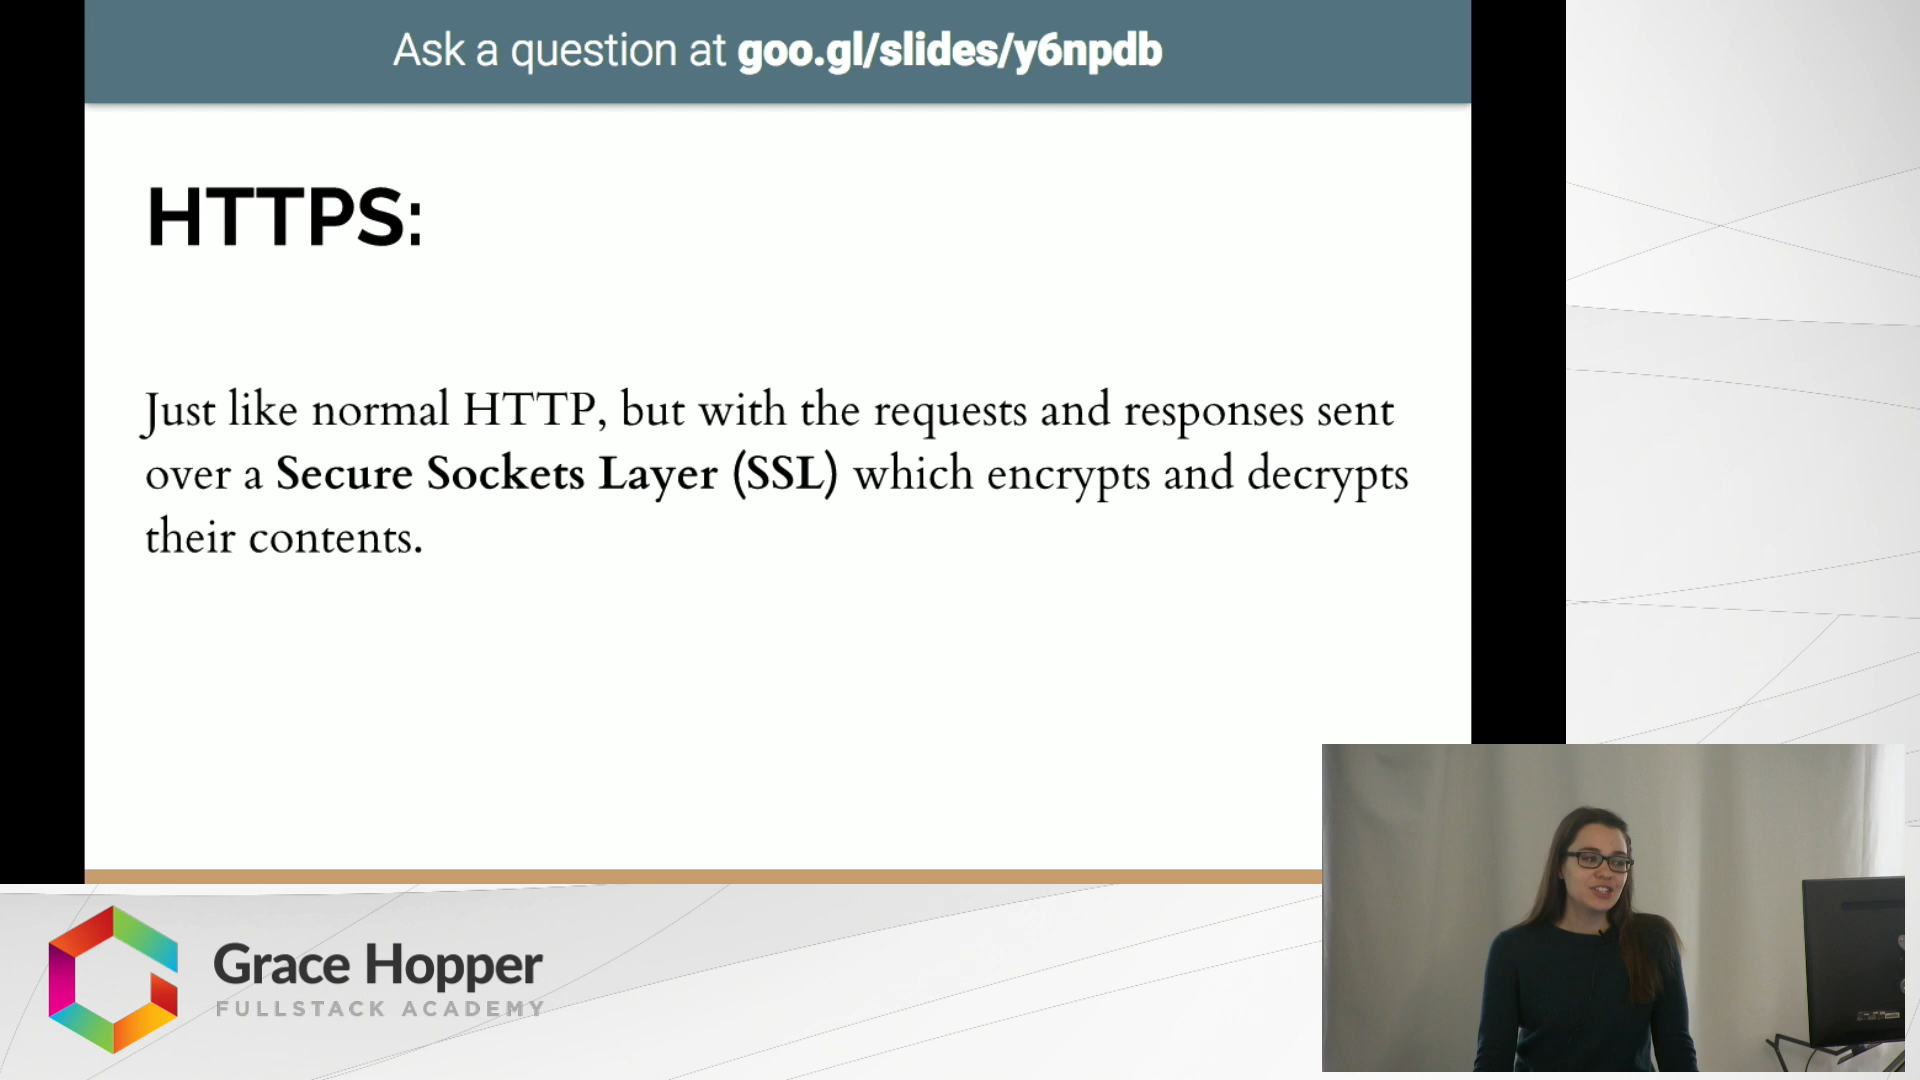 Ask a question at goo.gl/slides/y6npdb
HTTPS:
Just like normal HTTP, but with the requests and responses sent
over a Secure Sockets Layer (SSL) which encrypts and decrypts
their contents.
Grace Hopper
FULLSTACK ACADEMY